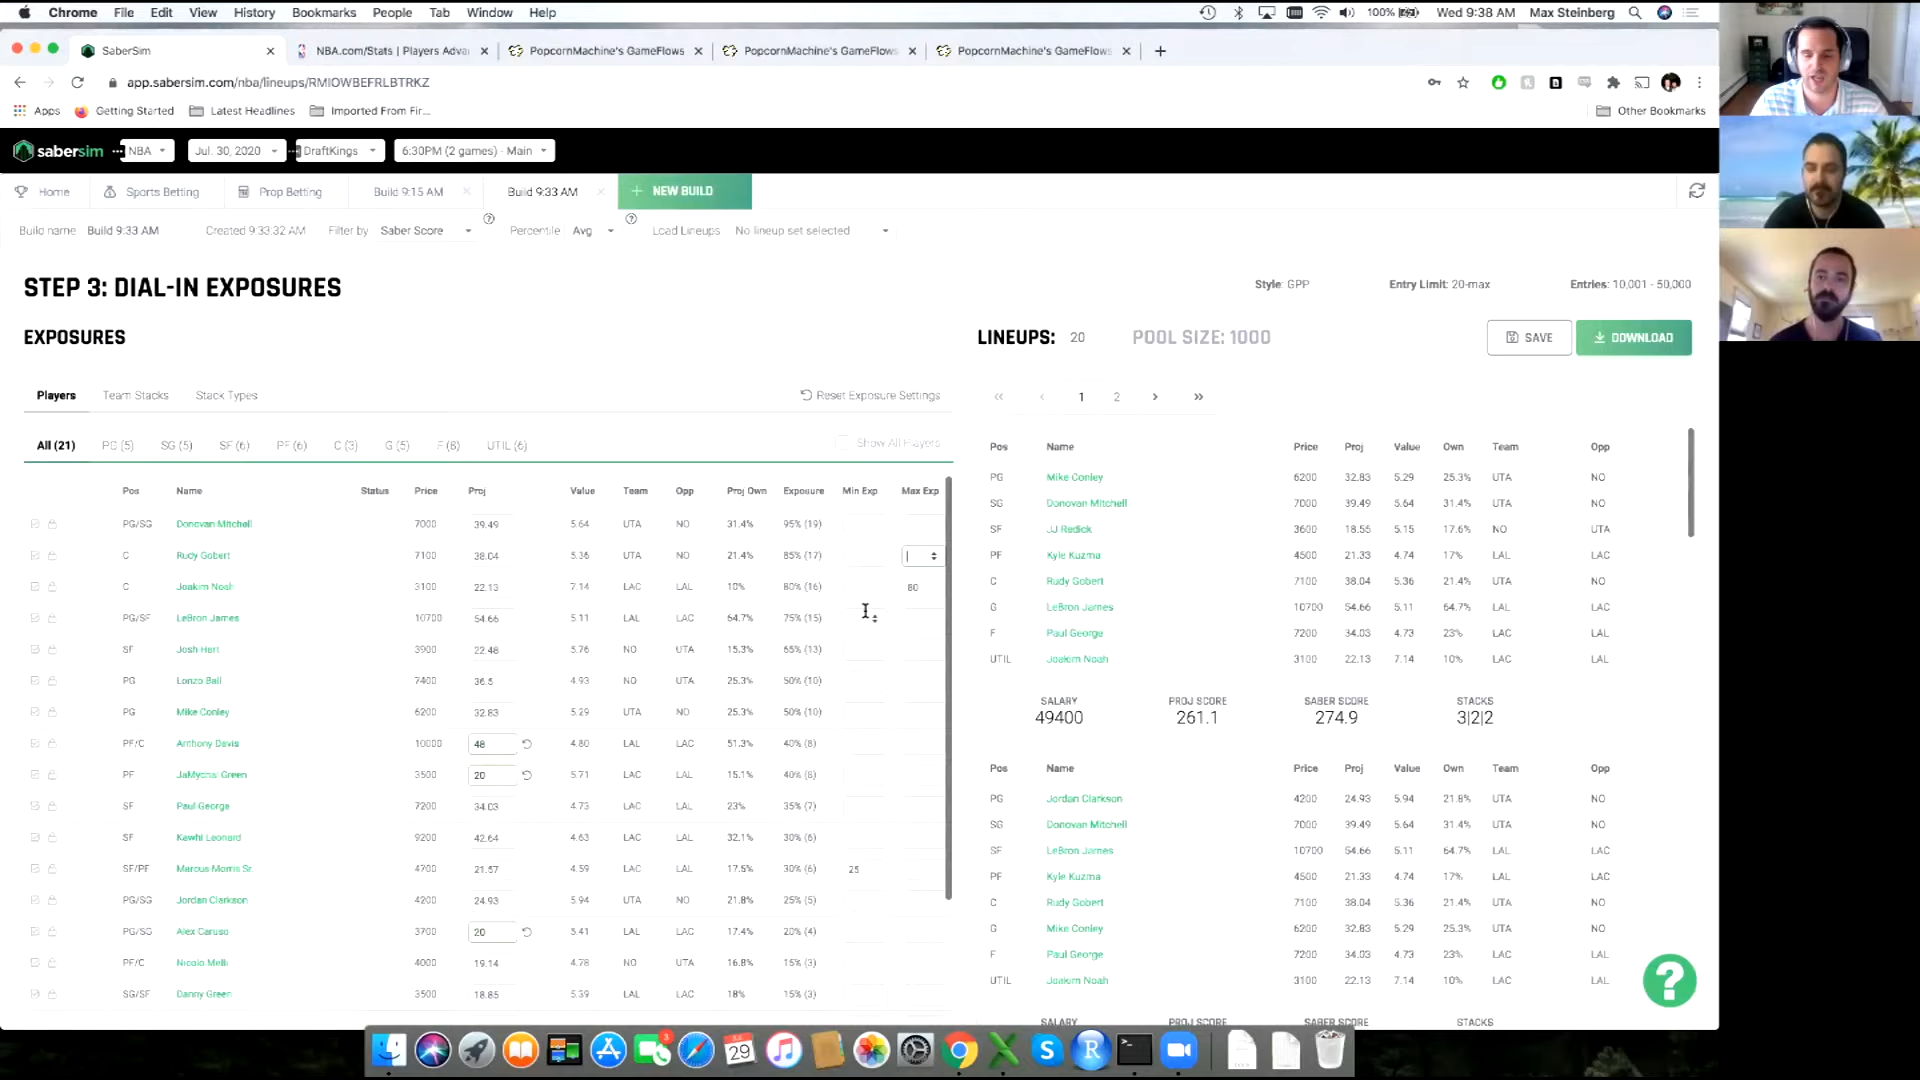 Chrome File Edit View History Bookmarks People Tab Window Help 100% Wed 9:38 AM Max Steinberg
SaberSim NBA.com/Stats | Players Adva PopcornMachine's GameFlows PopcornMachine's GameFlows PopcornMachine's GameFlows
app.sabersim.com/nba/lineups/RMIOWBEFRLBTRKZ
Apps Getting Started Latest Headlines Imported From Fir... Other Bookmarks
sabersim NBA Jul. 30, 2020 DraftKings 6:30PM (2 games) - Main
Home Sports Betting Prop Betting Build 9:15 AM Build 9:33 AM + NEW BUILD
Build name Build 9:33 AM Created 9:33:32 AM Filter by Saber Score Percentile Avg Load Lineups No lineup set selected
STEP 3: DIAL-IN EXPOSURES
Style: GPP Entry Limit: 20-max Entries: 10,001 - 50,000
EXPOSURES
LINEUPS: 20 POOL SIZE: 1000 SAVE DOWNLOAD
Players Team Stacks Stack Types Reset Exposure Settings
« ‹ 1 2 › »
All (21) PG (5) SG (5) SF (6) PF (6) C (3) G (5) F (8) UTIL (6) Show All Players
Pos Name Status Price Proj Value Team Opp Proj Own Exposure Min Exp Max Exp
PG/SG Donovan Mitchell 7000 39.49 5.64 UTA NO 31.4% 95% (19)
C Rudy Gobert 7100 38.04 5.36 UTA NO 21.4% 85% (17)
C Joakim Noah 3100 22.13 7.14 LAC LAL 10% 80% (16) 80
PG/SF LeBron James 10700 54.66 5.11 LAL LAC 64.7% 75% (15)
SF Josh Hart 3900 22.48 5.76 NO UTA 15.3% 65% (13)
PG Lonzo Ball 7400 36.5 4.93 NO UTA 25.3% 50% (10)
PG Mike Conley 6200 32.83 5.29 UTA NO 25.3% 50% (10)
PF/C Anthony Davis 10000 48 4.80 LAL LAC 51.3% 40% (8)
PF JaMychal Green 3500 20 5.71 LAC LAL 15.1% 40% (8)
SF Paul George 7200 34.03 4.73 LAC LAL 23% 35% (7)
SF Kawhi Leonard 9200 42.64 4.63 LAC LAL 32.1% 30% (6)
SF/PF Marcus Morris Sr. 4700 21.57 4.59 LAC LAL 17.5% 30% (6) 25
PG/SG Jordan Clarkson 4200 24.93 5.94 UTA NO 21.8% 25% (5)
PG/SG Alex Caruso 3700 20 5.41 LAL LAC 17.4% 20% (4)
PF/C Nicolo Melli 4000 19.14 4.78 NO UTA 16.8% 15% (3)
SG/SF Danny Green 3500 18.85 5.39 LAL LAC 18% 15% (3)
Pos Name Price Proj Value Own Team Opp
PG Mike Conley 6200 32.83 5.29 25.3% UTA NO
SG Donovan Mitchell 7000 39.49 5.64 31.4% UTA NO
SF JJ Redick 3600 18.55 5.15 17.6% NO UTA
PF Kyle Kuzma 4500 21.33 4.74 17% LAL LAC
C Rudy Gobert 7100 38.04 5.36 21.4% UTA NO
G LeBron James 10700 54.66 5.11 64.7% LAL LAC
F Paul George 7200 34.03 4.73 23% LAC LAL
UTIL Joakim Noah 3100 22.13 7.14 10% LAC LAL
SALARY PROJ SCORE SABER SCORE STACKS
49400 261.1 274.9 3|2|2
Pos Name Price Proj Value Own Team Opp
PG Jordan Clarkson 4200 24.93 5.94 21.8% UTA NO
SG Donovan Mitchell 7000 39.49 5.64 31.4% UTA NO
SF LeBron James 10700 54.66 5.11 64.7% LAL LAC
PF Kyle Kuzma 4500 21.33 4.74 17% LAL LAC
C Rudy Gobert 7100 38.04 5.36 21.4% UTA NO
G Mike Conley 6200 32.83 5.29 25.3% UTA NO
F Paul George 7200 34.03 4.73 23% LAC LAL
UTIL Joakim Noah 3100 22.13 7.14 10% LAC LAL
SALARY PROJ SCORE SABER SCORE STACKS
?
3
29